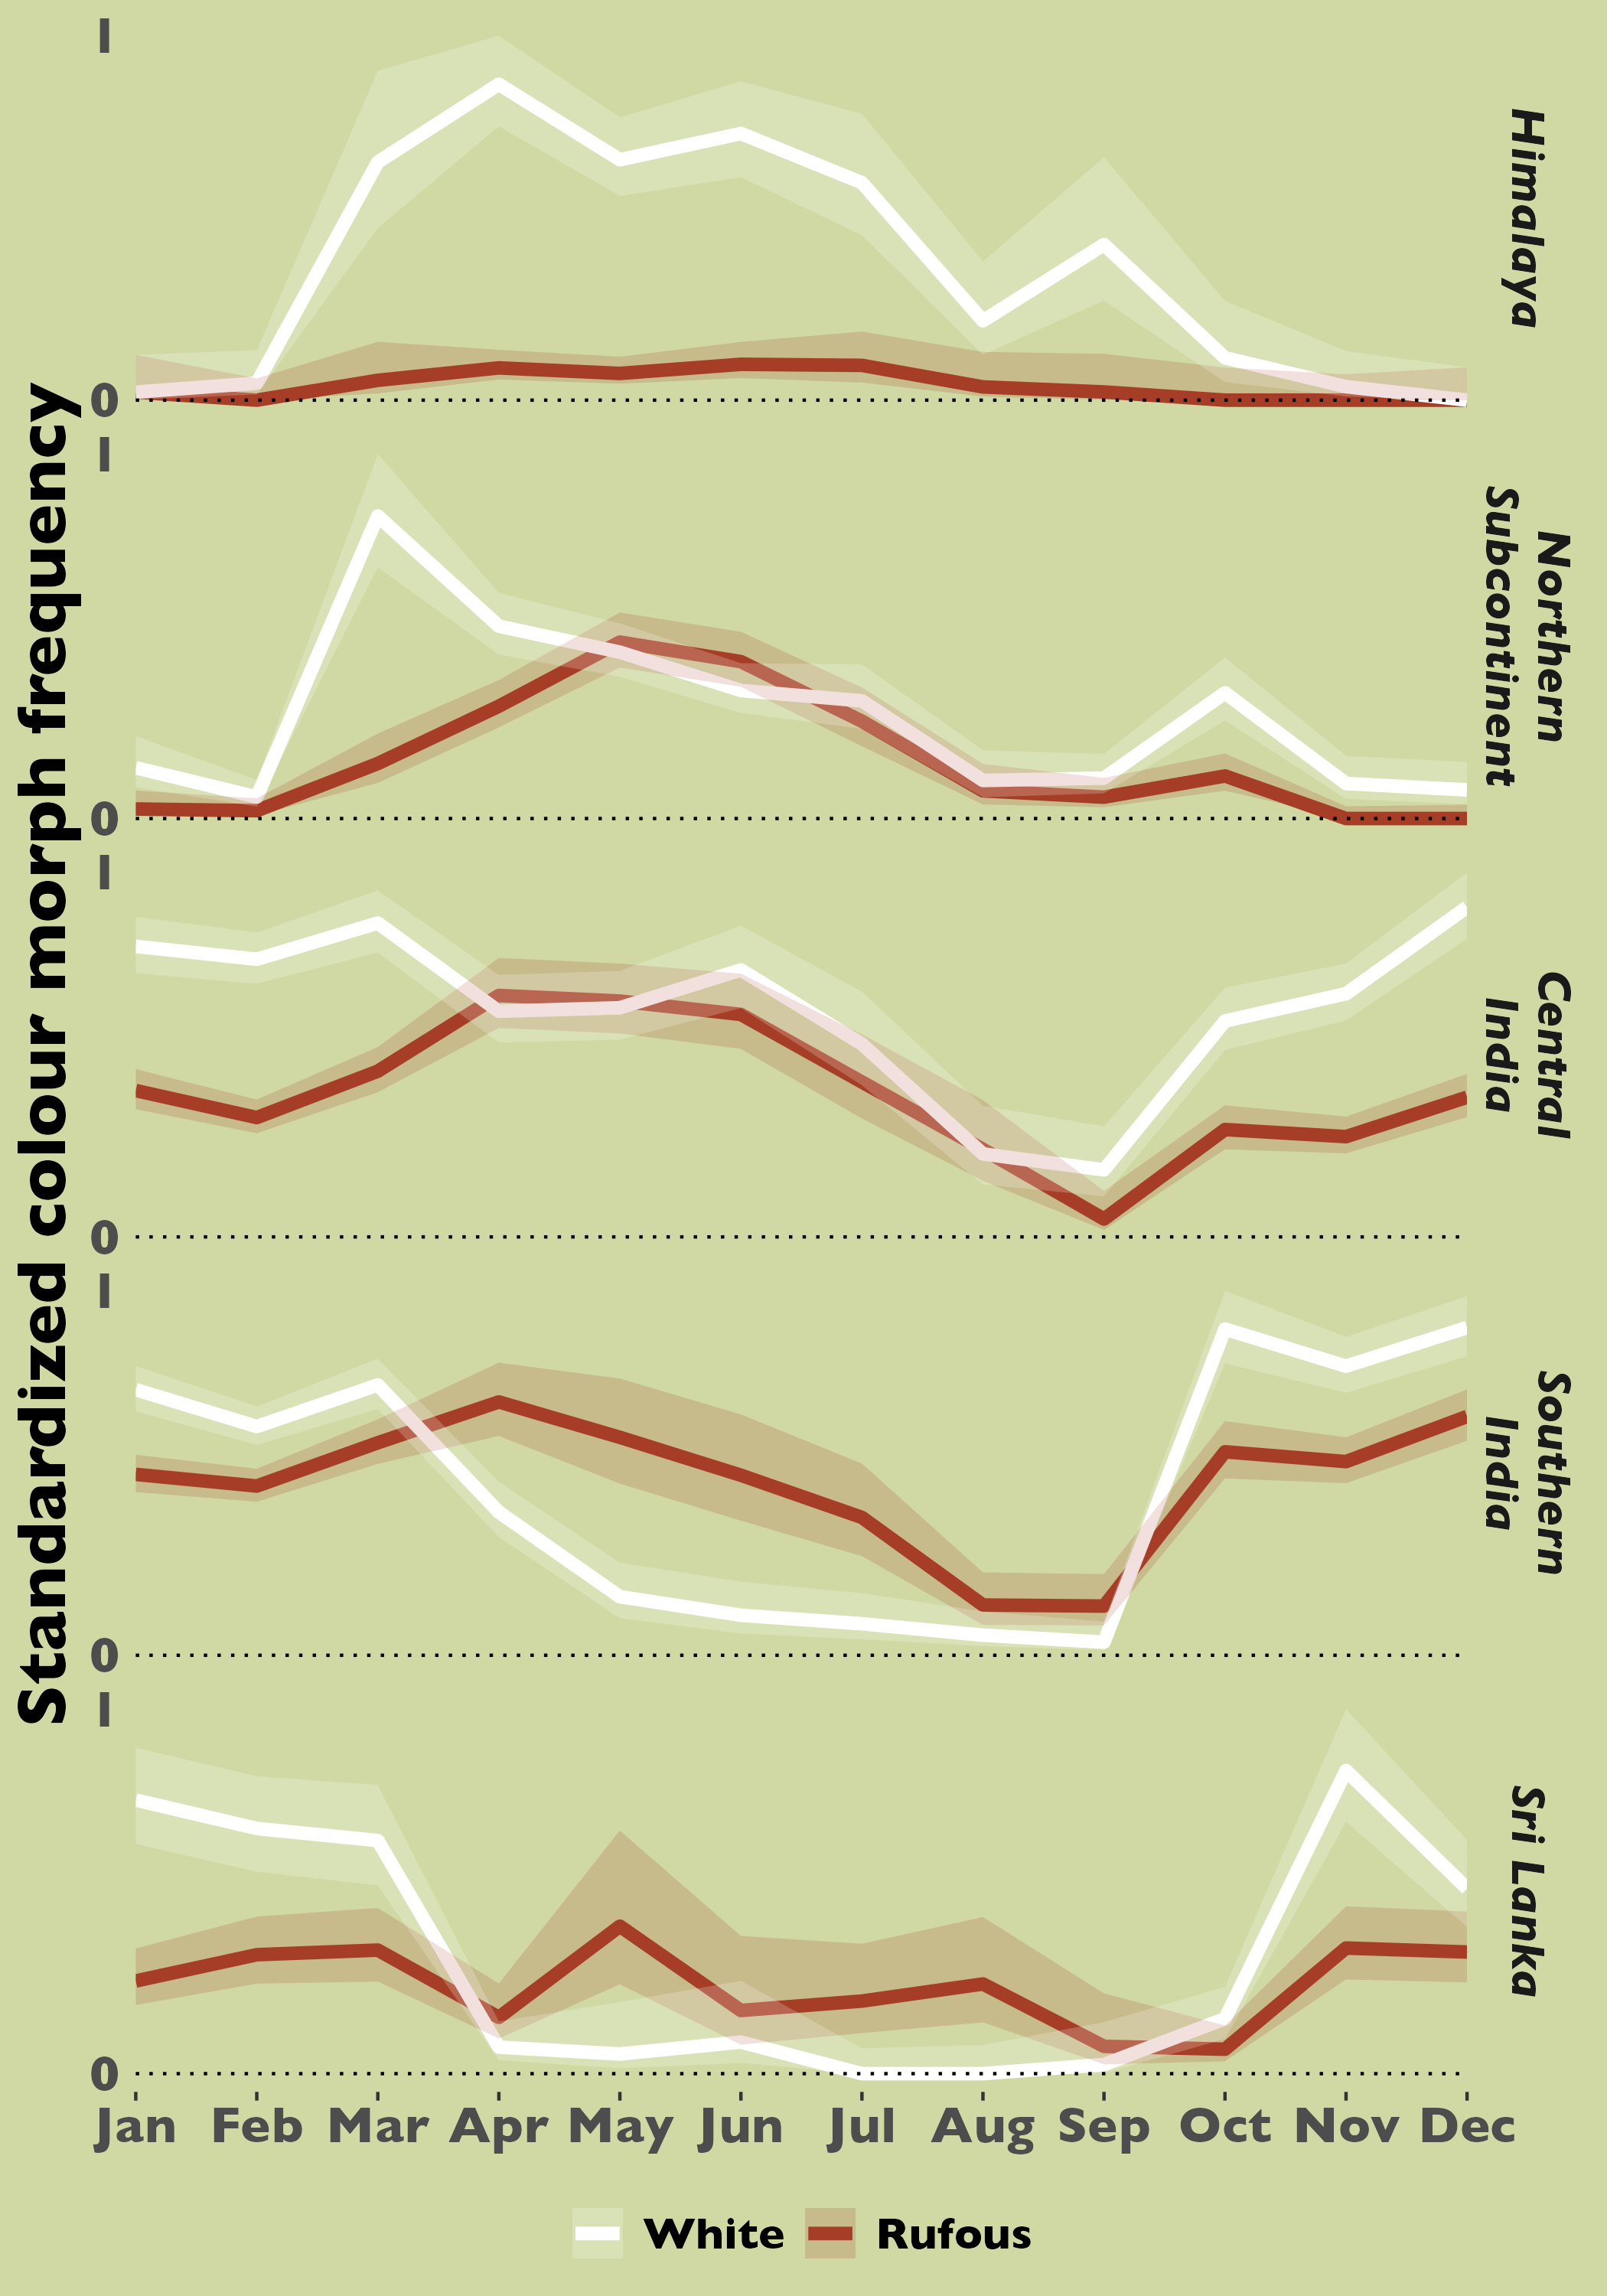 Standardized colour morph frequency
1
0
Himalaya
1
0
Northern
Subcontinent
1
0
Central
India
1
0
Southern
India
1
0
Sri Lanka
Jan Feb Mar Apr May Jun Jul Aug Sep Oct Nov Dec
White Rufous